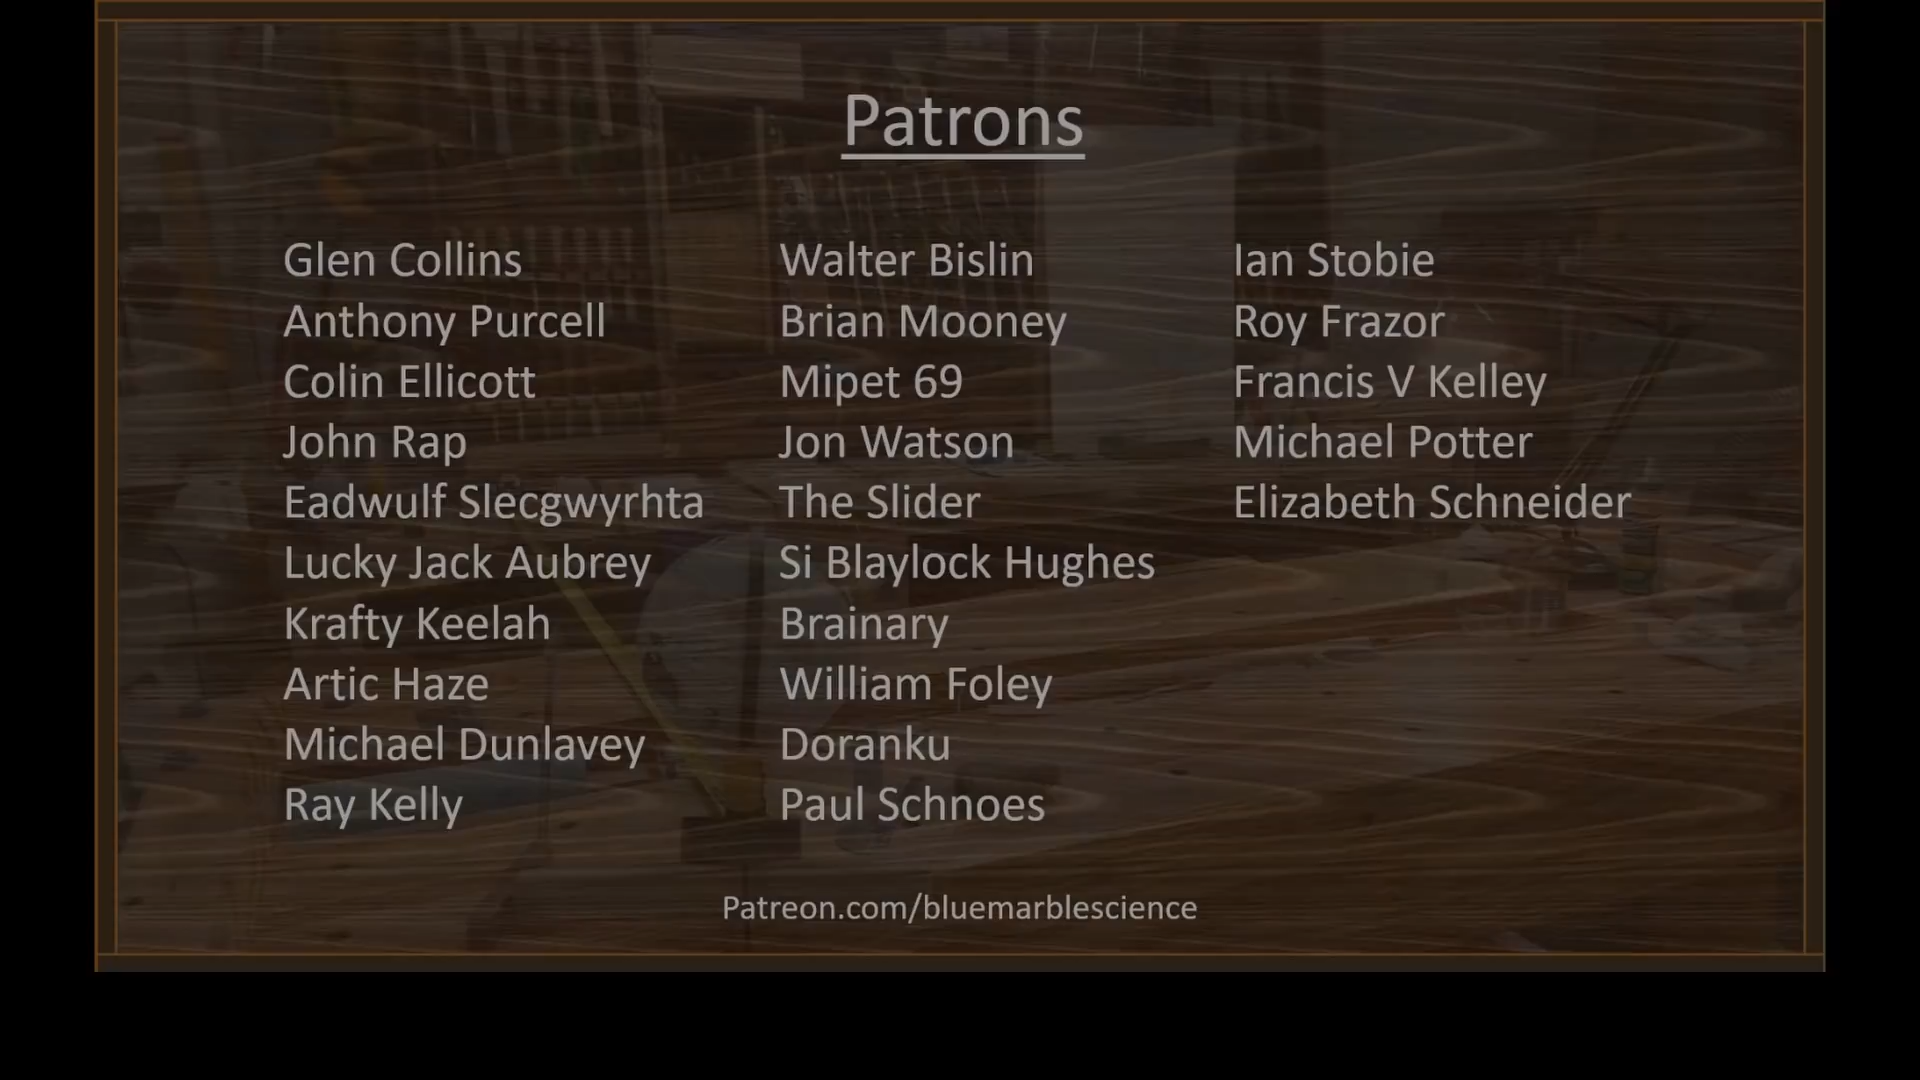 Patrons
Glen Collins
Anthony Purcell
Colin Ellicott
John Rap
Eadwulf Slecgwyrhta
Lucky Jack Aubrey
Krafty Keelah
Artic Haze
Michael Dunlavey
Ray Kelly
Walter Bislin
Brian Mooney
Mipet 69
Jon Watson
The Slider
Si Blaylock Hughes
Brainary
William Foley
Doranku
Paul Schnoes
Ian Stobie
Roy Frazor
Francis V Kelley
Michael Potter
Elizabeth Schneider
Patreon.com/bluemarblescience